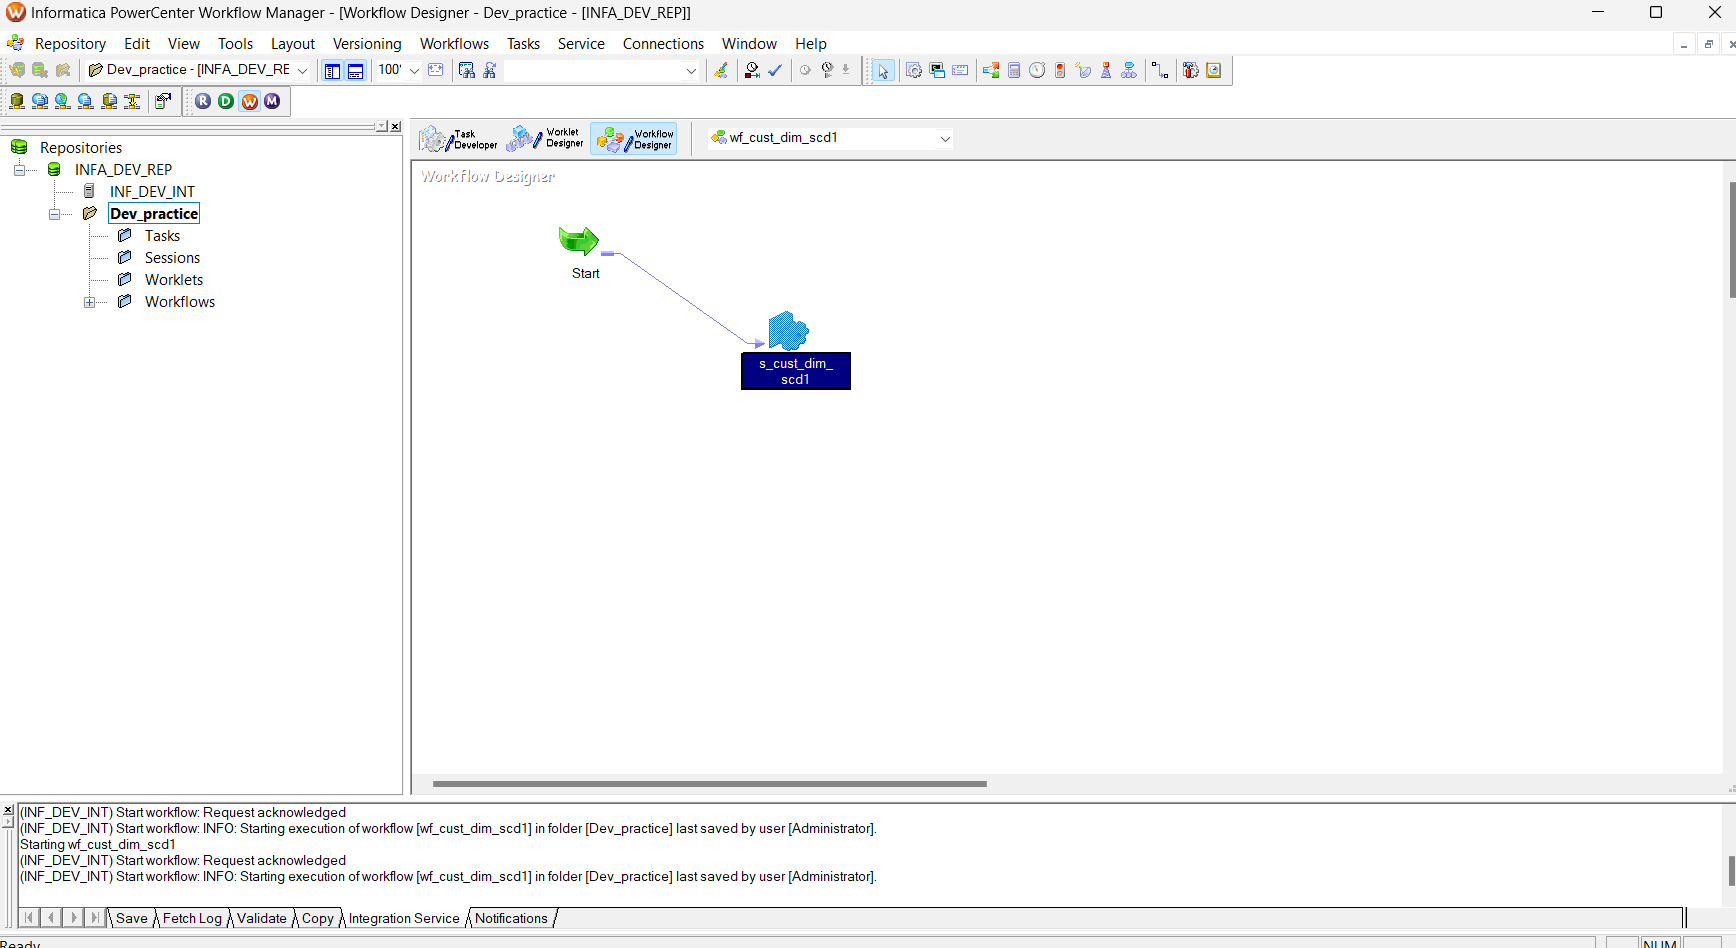 Informatica PowerCenter Workflow Manager - [Workflow Designer - Dev_practice - [INFA_DEV_REP]]
Repository Edit View Tools Layout Versioning Workflows Tasks Service Connections Window Help
Dev_practice - [INFA_DEV_RE 100'
R D W M
Repositories
INFA_DEV_REP
INF_DEV_INT
Dev_practice
Tasks
Sessions
Worklets
Workflows
Task Developer
Worklet Designer
Workflow Designer
wf_cust_dim_scd1
Workflow Designer
Start
s_cust_dim_
scd1
(INF_DEV_INT) Start workflow: Request acknowledged
(INF_DEV_INT) Start workflow: INFO: Starting execution of workflow [wf_cust_dim_scd1] in folder [Dev_practice] last saved by user [Administrator].
Starting wf_cust_dim_scd1
(INF_DEV_INT) Start workflow: Request acknowledged
(INF_DEV_INT) Start workflow: INFO: Starting execution of workflow [wf_cust_dim_scd1] in folder [Dev_practice] last saved by user [Administrator].
Save Fetch Log Validate Copy Integration Service Notifications
Ready NUM